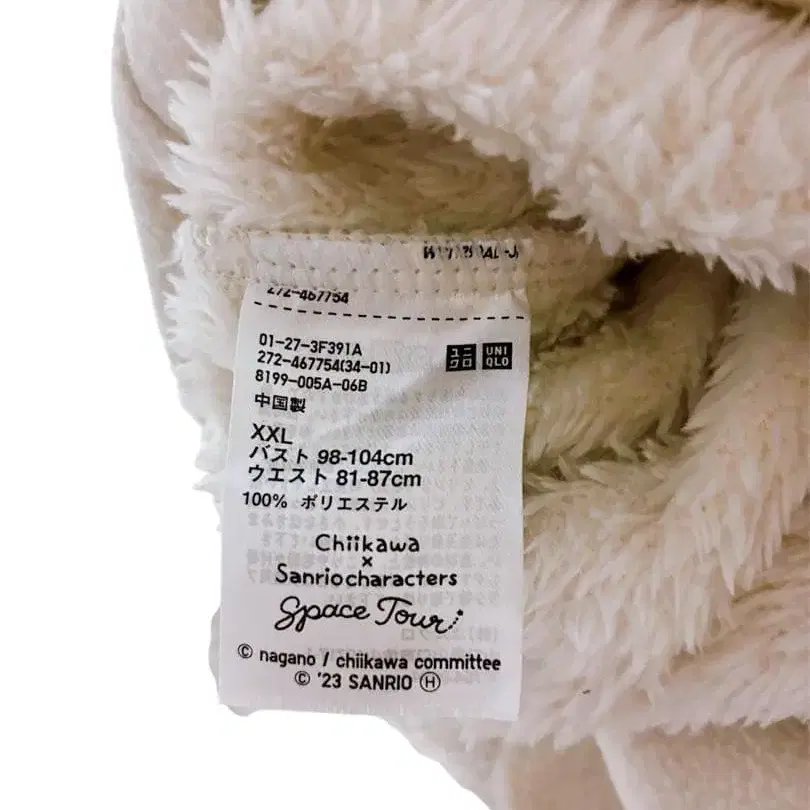 272-467754
01-27-3F391A
272-467754(34-01)
8199-005A-06B
ユニクロ UNIQLO
中国製
XXL
バスト 98-104cm
ウエスト 81-87cm
100% ポリエステル
Chiikawa
×
Sanriocharacters
Space Tour
© nagano / chiikawa committee
© '23 SANRIO Ⓗ